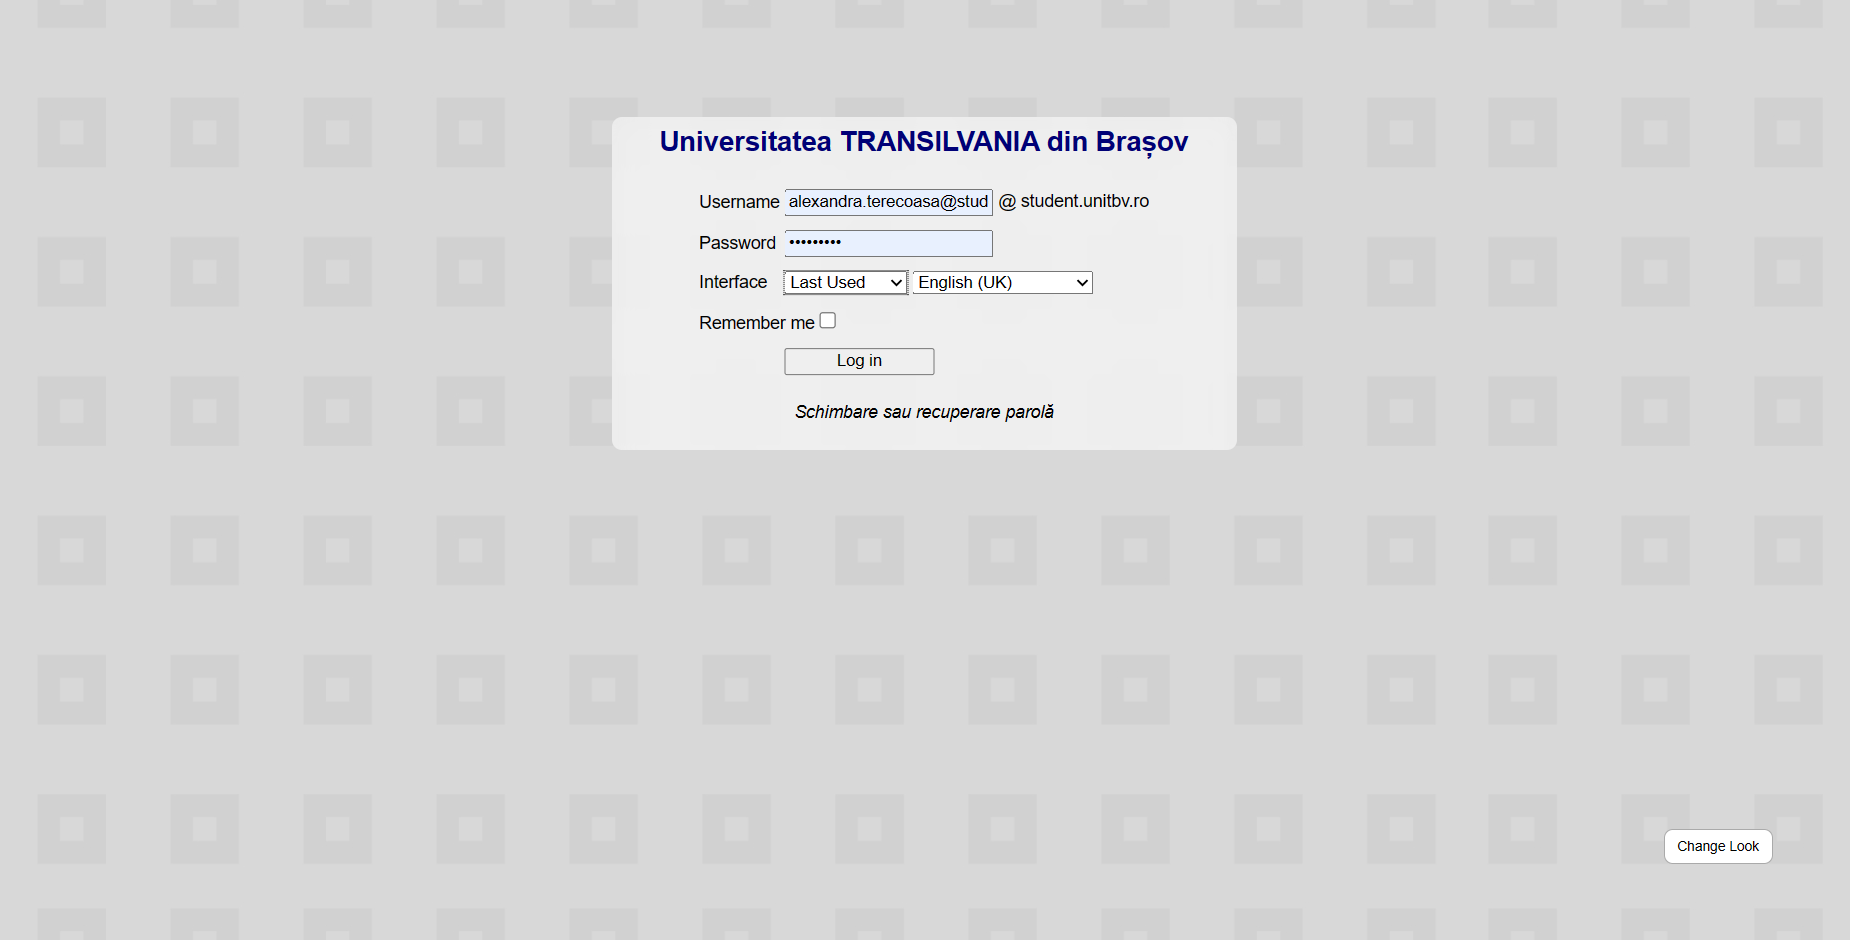 Universitatea TRANSILVANIA din Brașov
Username alexandra.terecoasa@stud @ student.unitbv.ro
Password •••••••••
Interface Last Used English (UK)
Remember me
Log in
Schimbare sau recuperare parolă
Change Look